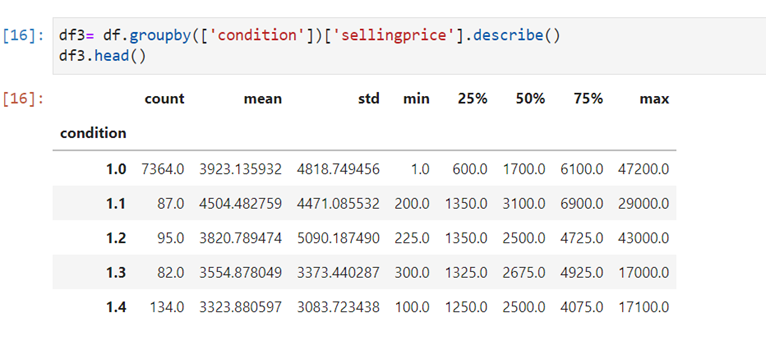 [16]: df3= df.groupby(['condition'])['sellingprice'].describe()
df3.head()
[16]: count mean std min 25% 50% 75% max
condition
1.0 7364.0 3923.135932 4818.749456 1.0 600.0 1700.0 6100.0 47200.0
1.1 87.0 4504.482759 4471.085532 200.0 1350.0 3100.0 6900.0 29000.0
1.2 95.0 3820.789474 5090.187490 225.0 1350.0 2500.0 4725.0 43000.0
1.3 82.0 3554.878049 3373.440287 300.0 1325.0 2675.0 4925.0 17000.0
1.4 134.0 3323.880597 3083.723438 100.0 1250.0 2500.0 4075.0 17100.0